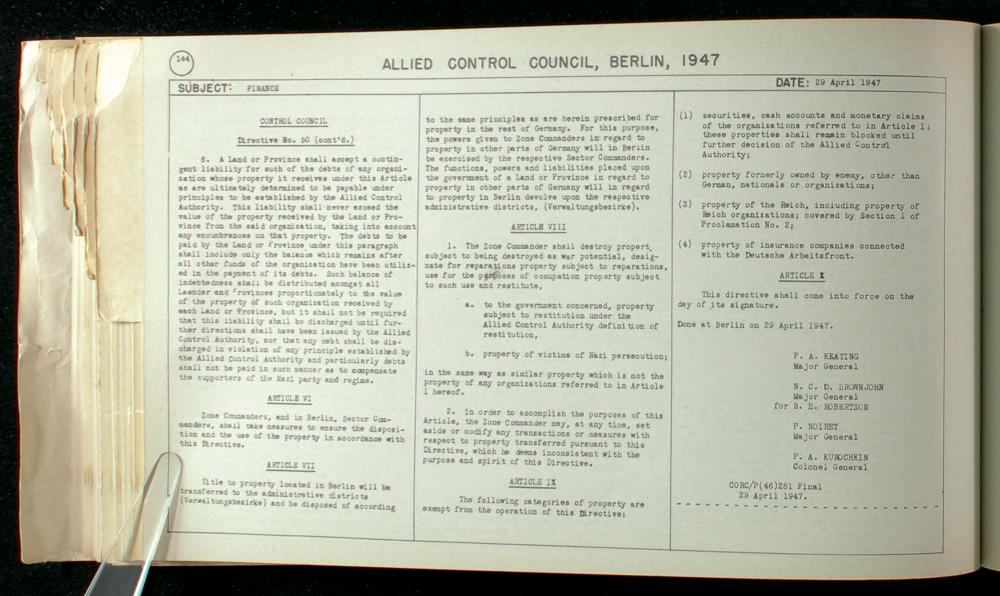 144
ALLIED CONTROL COUNCIL, BERLIN, 1947
SUBJECT: FINANCE
DATE: 29 April 1947
CONTROL COUNCIL
Directive No. 50 (cont'd.)
6. A Land or Province shall accept a contin-
gent liability for such of the debts of any organi-
zation whose property it receives under this Article
as are ultimately determined to be payable under
principles to be established by the Allied Control
Authority. This liability shall never exceed the
value of the property received by the Land or Pro-
vince from the said organization, taking into account
any encumbrances on that property. The debts to be
paid by the Land or Province under this paragraph
shall include only the balance which remains after
all other funds of the organization have been utiliz-
ed in the payment of its debts. Such balance of
indebtedness shall be distributed amongst all
Laender and Provinces proportionately to the value
of the property of such organization received by
each Land or Province, but it shall not be required
that this liability shall be discharged until fur-
ther directions shall have been issued by the Allied
Control Authority, nor that any debt shall be dis-
charged in violation of any principle established by
the Allied Control Authority and particularly debts
shall not be paid in such manner as to compensate
the supporters of the Nazi party and regime.
ARTICLE VI
Zone Commanders, and in Berlin, Sector Com-
manders, shall take measures to ensure the disposi-
tion and the use of the property in accordance with
this Directive.
ARTICLE VII
Title to property located in Berlin will be
transferred to the administrative districts
(Verwaltungsbezirke) and be disposed of according
to the same principles as are herein prescribed for
property in the rest of Germany. For this purpose,
the powers given to Zone Commanders in regard to
property in other parts of Germany will in Berlin
be exercised by the respective Sector Commanders.
The functions, powers and liabilities placed upon
the government of a Land or Province in regard to
property in other parts of Germany will in regard
to property in Berlin devolve upon the respective
administrative districts, (Verwaltungsbezirke).
ARTICLE VIII
1. The Zone Commander shall destroy propert,
subject to being destroyed as war potential, desig-
nate for reparations property subject to reparations,
use for the purposes of occupation property subject
to such use and restitute,
a. to the government concerned, property
subject to restitution under the
Allied Control Authority definition of
restitution,
b. property of victims of Nazi persecution;
in the same way as similar property which is not the
property of any organizations referred to in Article
1 hereof.
2. In order to accomplish the purposes of this
Article, the Zone Commander may, at any time, set
aside or modify any transactions or measures with
respect to property transferred pursuant to this
Directive, which he deems inconsistent with the
purpose and spirit of this Directive.
ARTICLE IX
The following categories of property are
exempt from the operation of this Directive:
(1) securities, cash accounts and monetary claims
of the organizations referred to in Article 1;
these properties shall remain blocked until
further decision of the Allied Control
Authority;
(2) property formerly owned by enemy, other than
German, nationals or organizations;
(3) property of the Reich, including property of
Reich organizations; covered by Section 1 of
Proclamation No. 2;
(4) property of insurance companies connected
with the Deutsche Arbeitsfront.
ARTICLE X
This directive shall come into force on the
day of its signature.
Done at Berlin on 29 April 1947.
F. A. KEATING
Major General
N. C. D. BROWNJOHN
Major General
for B. H. ROBERTSON
P. NOIRET
Major General
P. A. KUROCHKIN
Colonel General
CORC/P(46)281 Final
29 April 1947.